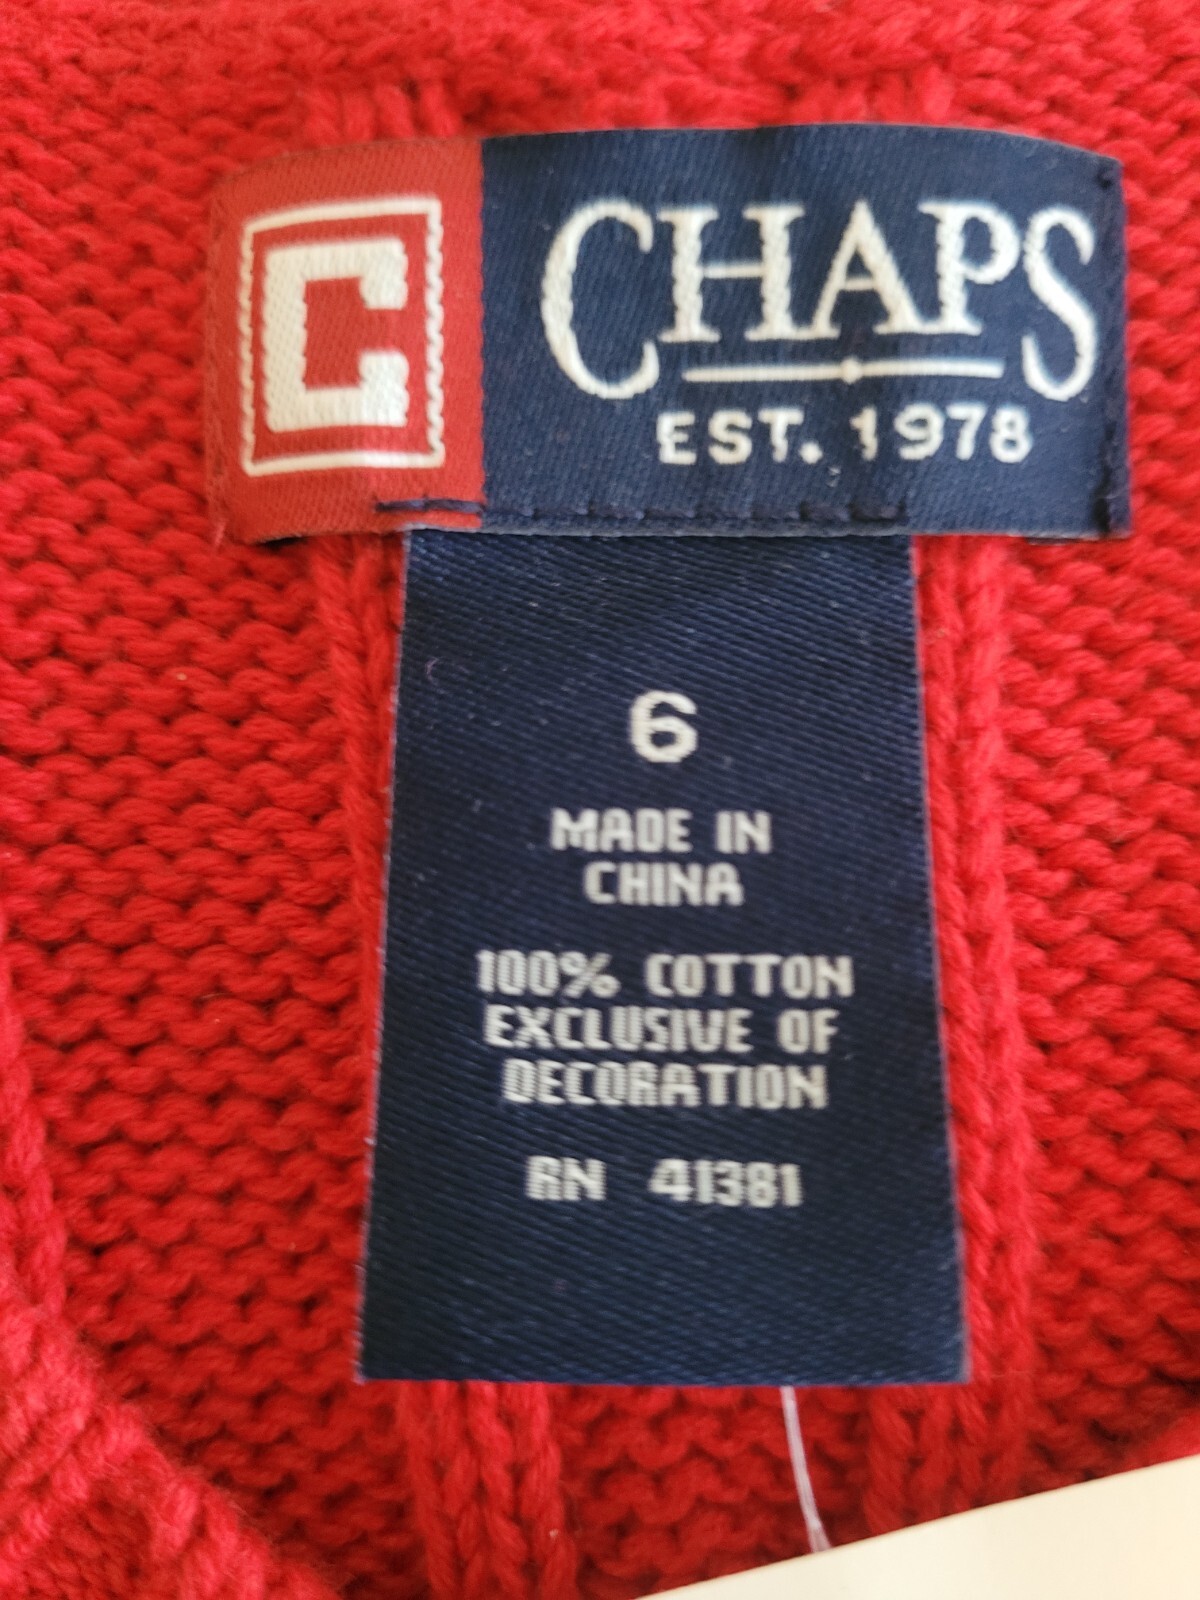 C
CHAPS
EST. 1978
6
MADE IN
CHINA
100% COTTON
EXCLUSIVE OF
DECORATION
RN 41381